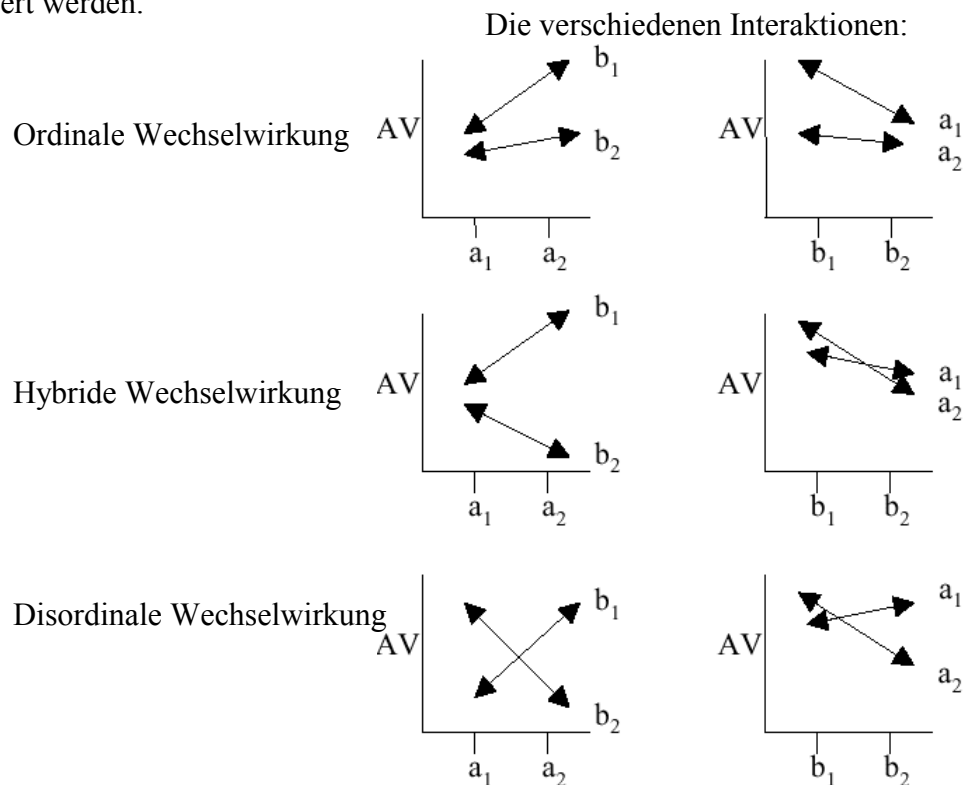 ert werden.
Die verschiedenen Interaktionen:
Ordinale Wechselwirkung
AV
b₁
b₂
a₁ a₂
AV
a₁
a₂
b₁ b₂
Hybride Wechselwirkung
AV
b₁
b₂
a₁ a₂
AV
a₁
a₂
b₁ b₂
Disordinale Wechselwirkung
AV
b₁
b₂
a₁ a₂
AV
a₁
a₂
b₁ b₂